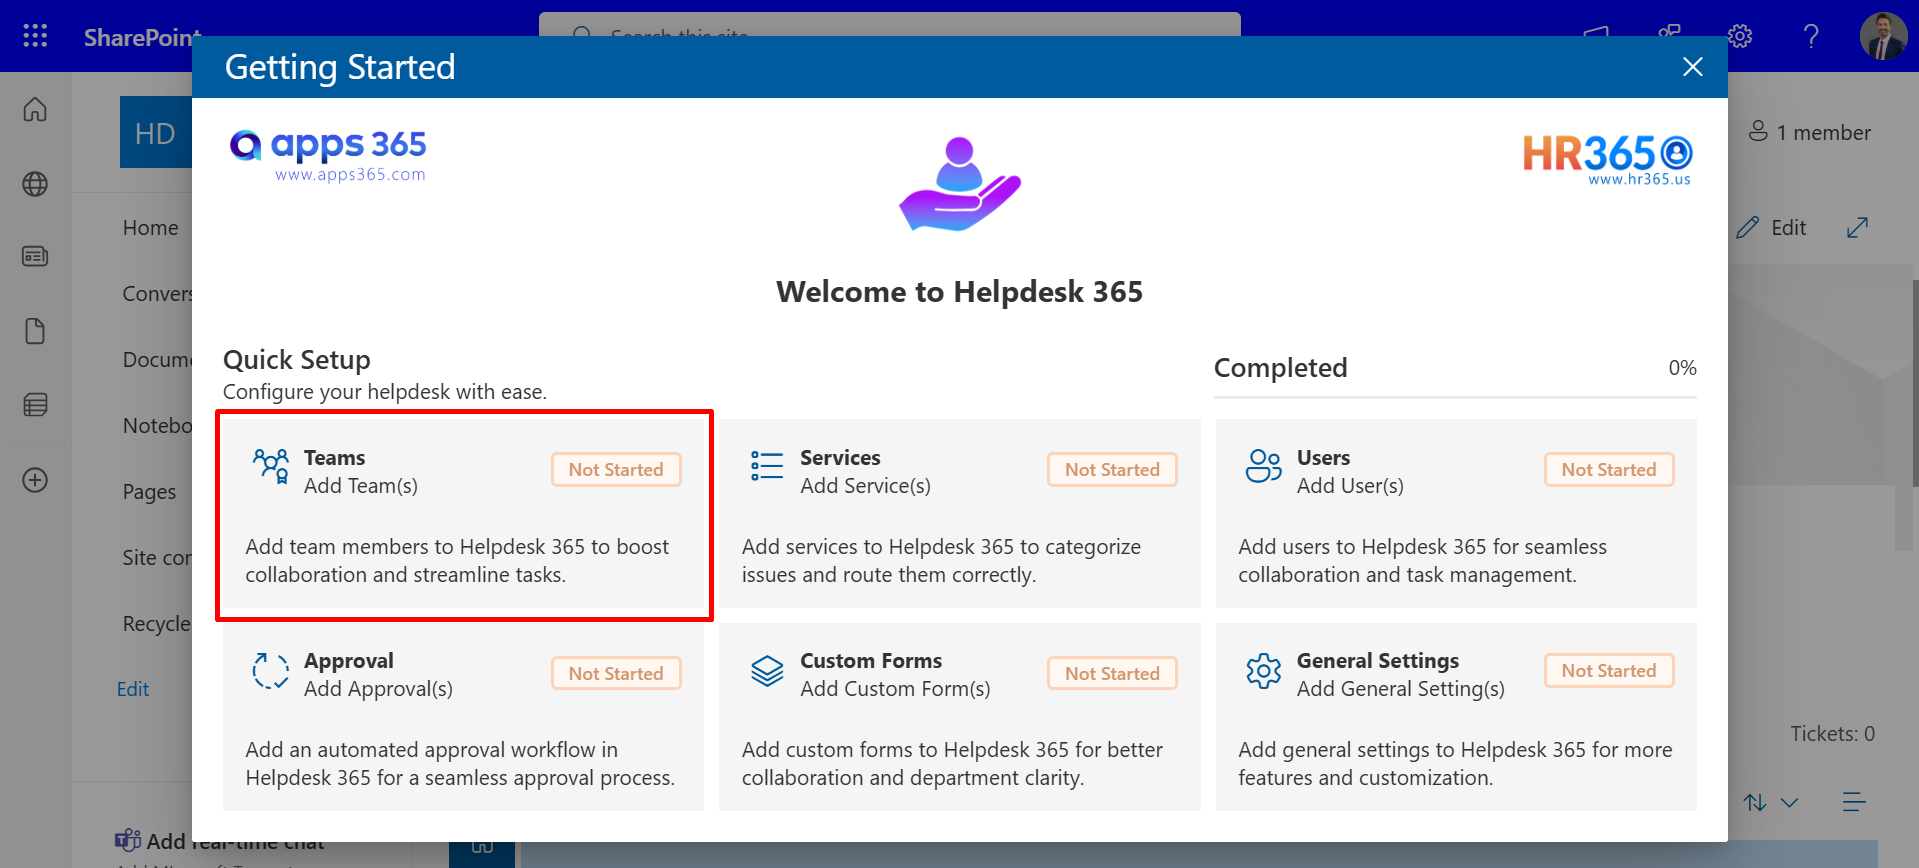 SharePoint
Search this site
Getting Started
HD
apps 365
www.apps365.com
HR365
www.hr365.us
1 member
Home
Edit
Welcome to Helpdesk 365
Convers
Docume
Quick Setup
Configure your helpdesk with ease.
Completed
0%
Notebo
Pages
Site cor
Recycle
Edit
Teams
Add Team(s)
Not Started
Add team members to Helpdesk 365 to boost
collaboration and streamline tasks.
Services
Add Service(s)
Not Started
Add services to Helpdesk 365 to categorize
issues and route them correctly.
Users
Add User(s)
Not Started
Add users to Helpdesk 365 for seamless
collaboration and task management.
Approval
Add Approval(s)
Not Started
Add an automated approval workflow in
Helpdesk 365 for a seamless approval process.
Custom Forms
Add Custom Form(s)
Not Started
Add custom forms to Helpdesk 365 for better
collaboration and department clarity.
General Settings
Add General Setting(s)
Not Started
Add general settings to Helpdesk 365 for more
features and customization.
Tickets: 0
Add real-time chat